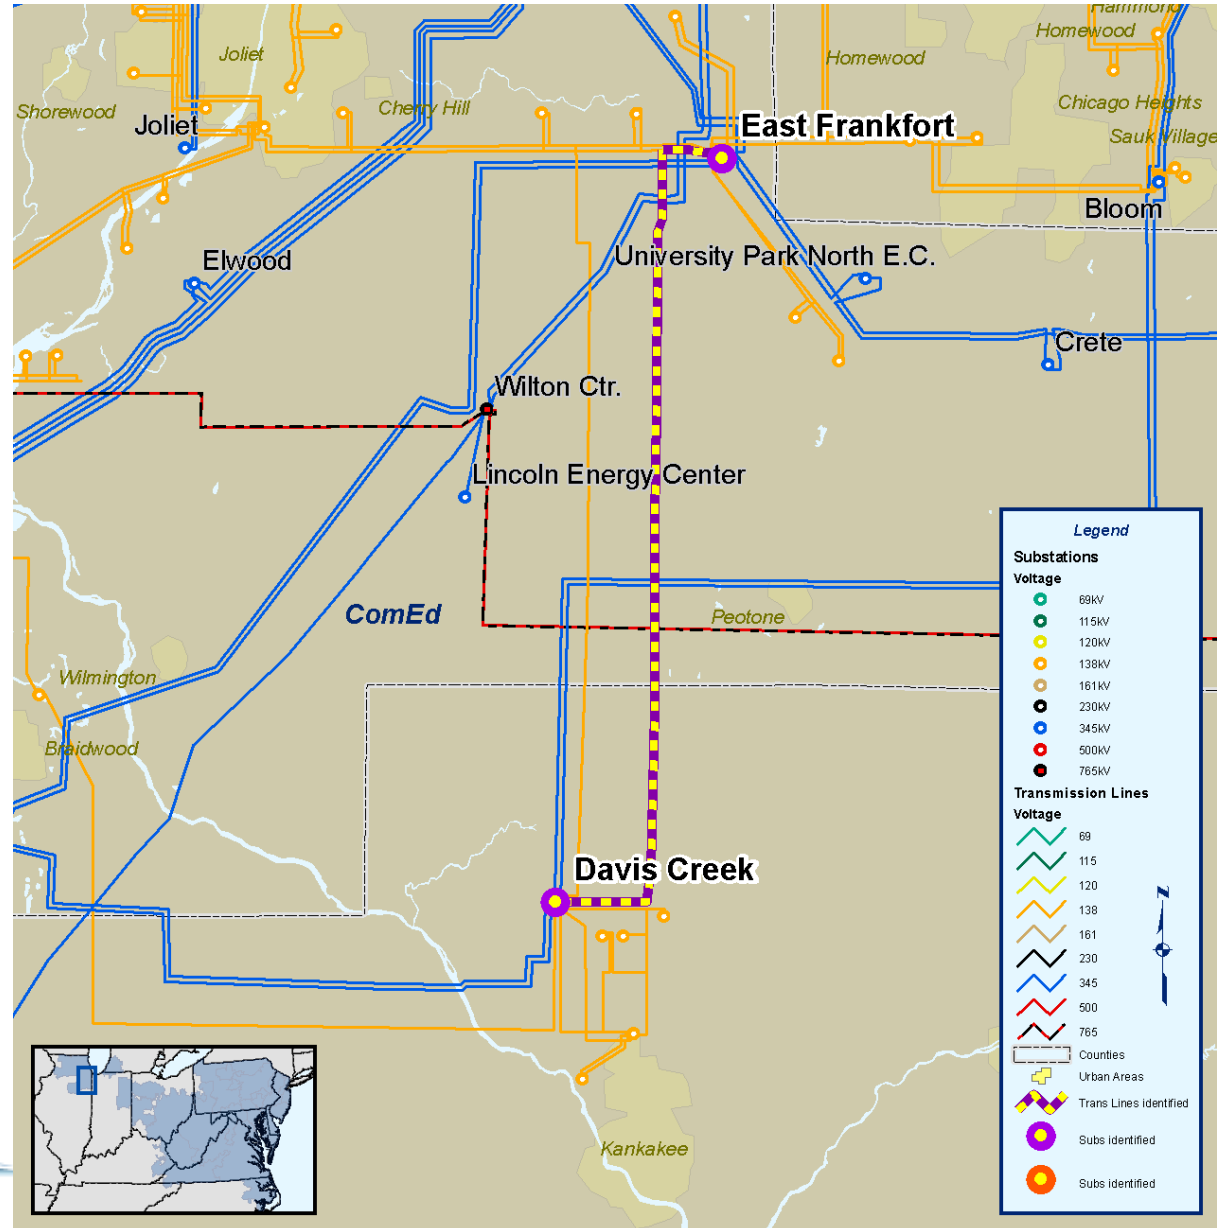 Hammond
Homewood
Joliet
Homewood
Shorewood
Cherry Hill
Chicago Heights
Joliet
East Frankfort
Sauk Village
Bloom
Elwood
University Park North E.C.
Crete
Wilton Ctr.
Lincoln Energy Center
ComEd
Peotone
Wilmington
Braidwood
Davis Creek
Kankakee
Legend
Substations
Voltage
69kV
115kV
120kV
138kV
161kV
230kV
345kV
500kV
765kV
Transmission Lines
Voltage
69
115
120
138
161
230
345
500
765
Counties
Urban Areas
Trans Lines identified
Subs identified
Subs identified
N